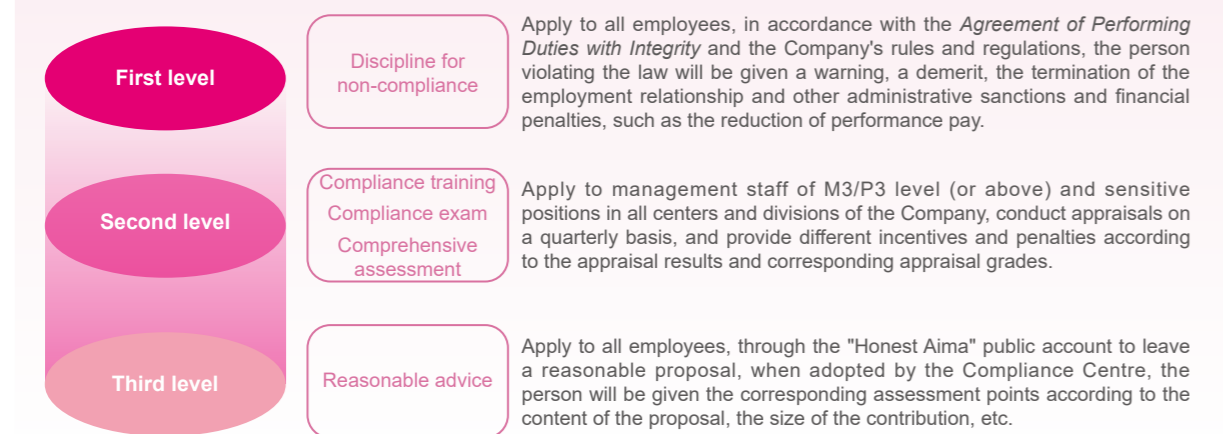 First level
Discipline for
non-compliance
Apply to all employees, in accordance with the Agreement of Performing
Duties with Integrity and the Company's rules and regulations, the person
violating the law will be given a warning, a demerit, the termination of the
employment relationship and other administrative sanctions and financial
penalties, such as the reduction of performance pay.
Second level
Compliance training
Compliance exam
Comprehensive
assessment
Apply to management staff of M3/P3 level (or above) and sensitive
positions in all centers and divisions of the Company, conduct appraisals on
a quarterly basis, and provide different incentives and penalties according
to the appraisal results and corresponding appraisal grades.
Third level
Reasonable advice
Apply to all employees, through the "Honest Aima" public account to leave
a reasonable proposal, when adopted by the Compliance Centre, the
person will be given the corresponding assessment points according to the
content of the proposal, the size of the contribution, etc.